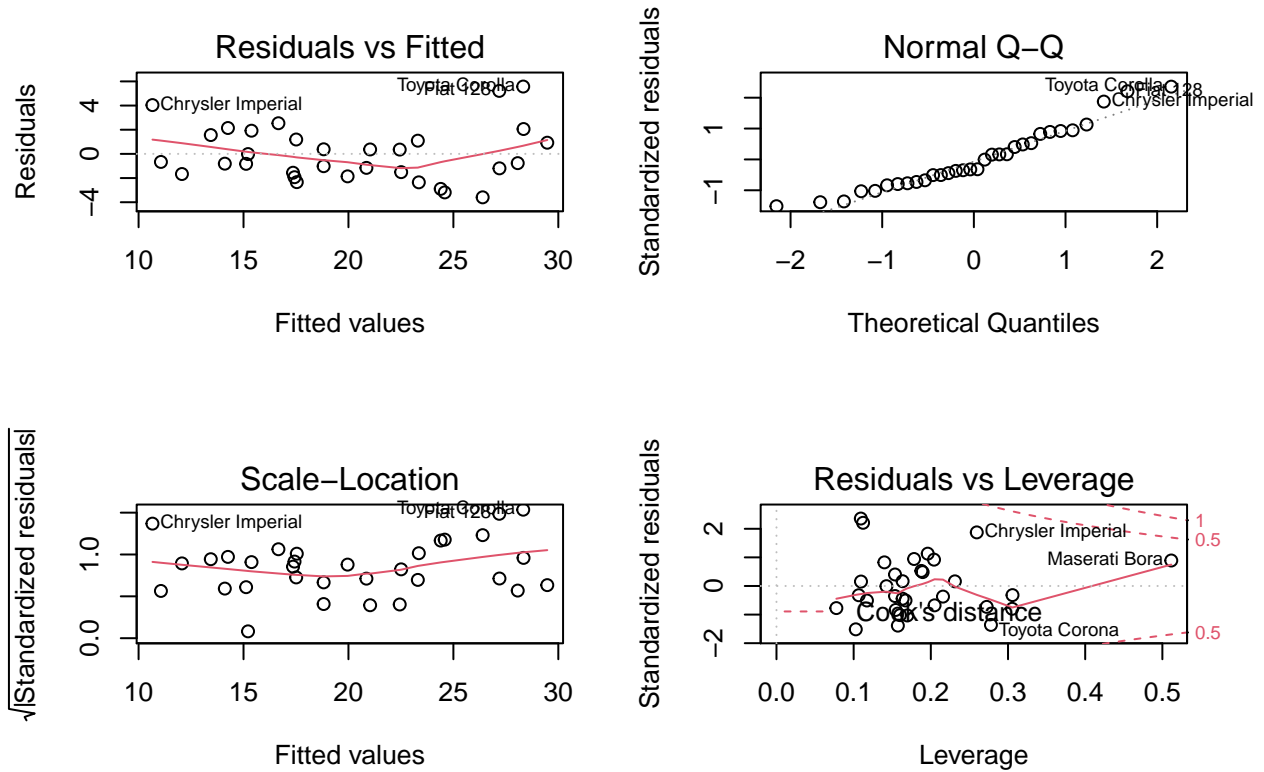 Residuals vs Fitted
Residuals
4
0
−4
Toyota Corolla
Fiat 128
Chrysler Imperial
10 15 20 25 30
Fitted values
Normal Q−Q
Standardized residuals
1
−1
Toyota Corolla
Fiat 128
Chrysler Imperial
−2 −1 0 1 2
Theoretical Quantiles
Scale−Location
√|Standardized residuals|
1.0
0.0
Toyota Corolla
Fiat 128
Chrysler Imperial
10 15 20 25 30
Fitted values
Residuals vs Leverage
Standardized residuals
2
0
−2
Chrysler Imperial
Maserati Bora
Cook's distance
Toyota Corona
1
0.5
0.5
0.0 0.1 0.2 0.3 0.4 0.5
Leverage